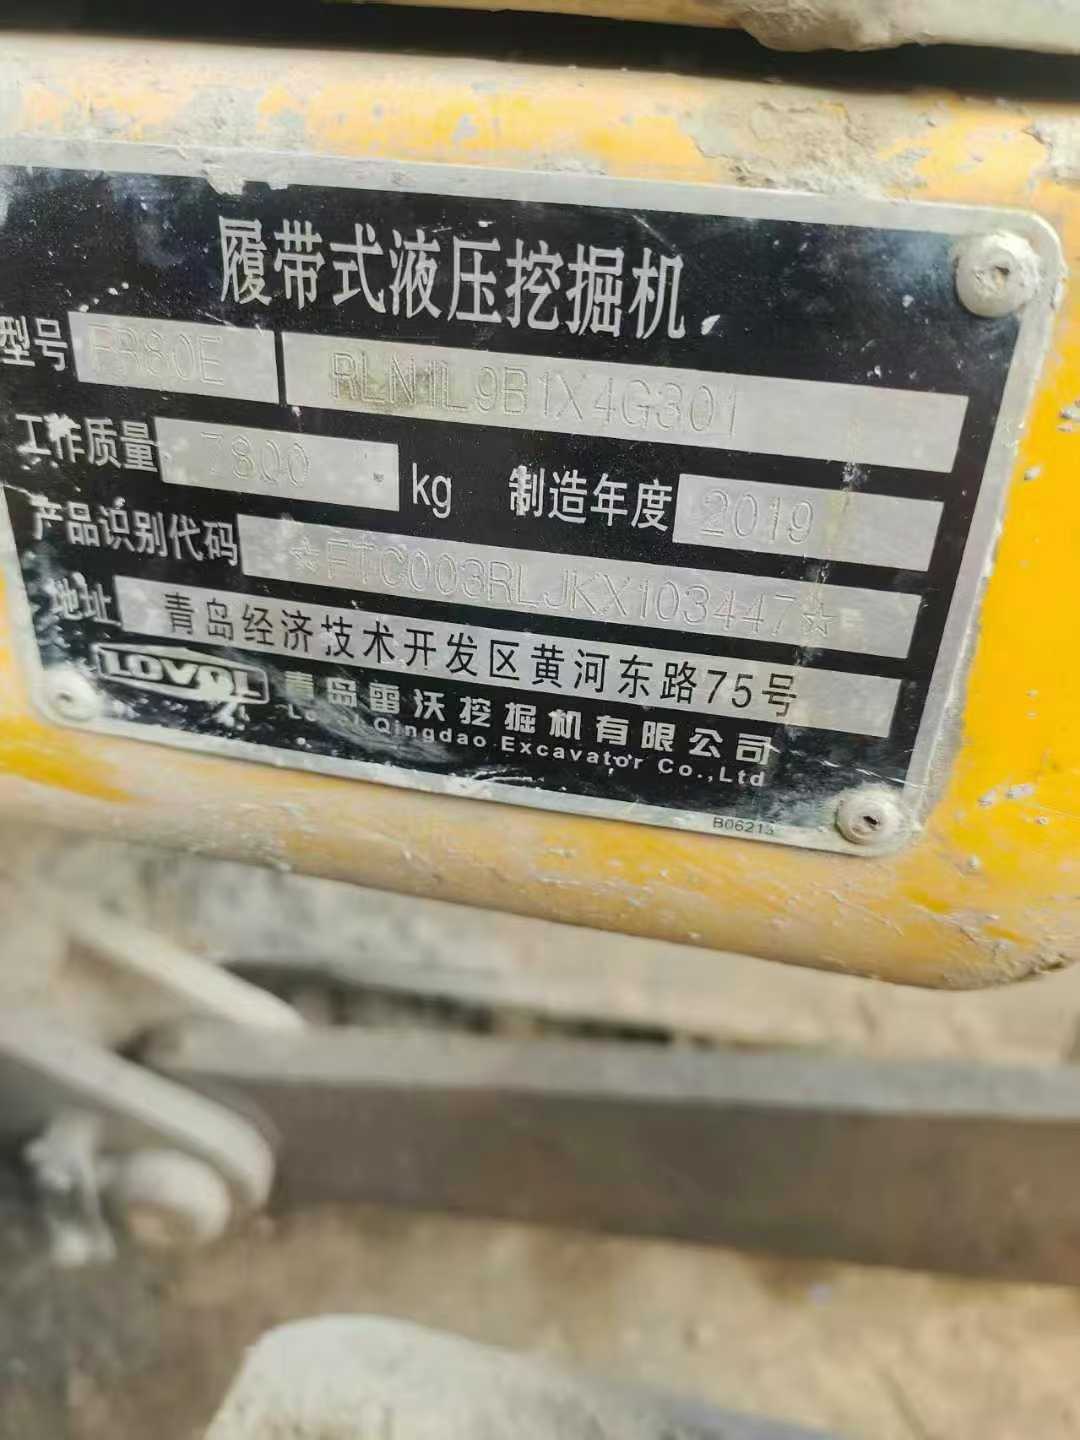 履带式液压挖掘机
型号 FR80E RLN1L9B1X4G301
工作质量 7800 kg 制造年度 2019
产品识别代码 ☆FTC003RLJKX103447☆
地址 青岛经济技术开发区黄河东路75号
LOVOL 青岛雷沃挖掘机有限公司
Lovol Qingdao Excavator Co.,Ltd
B06213